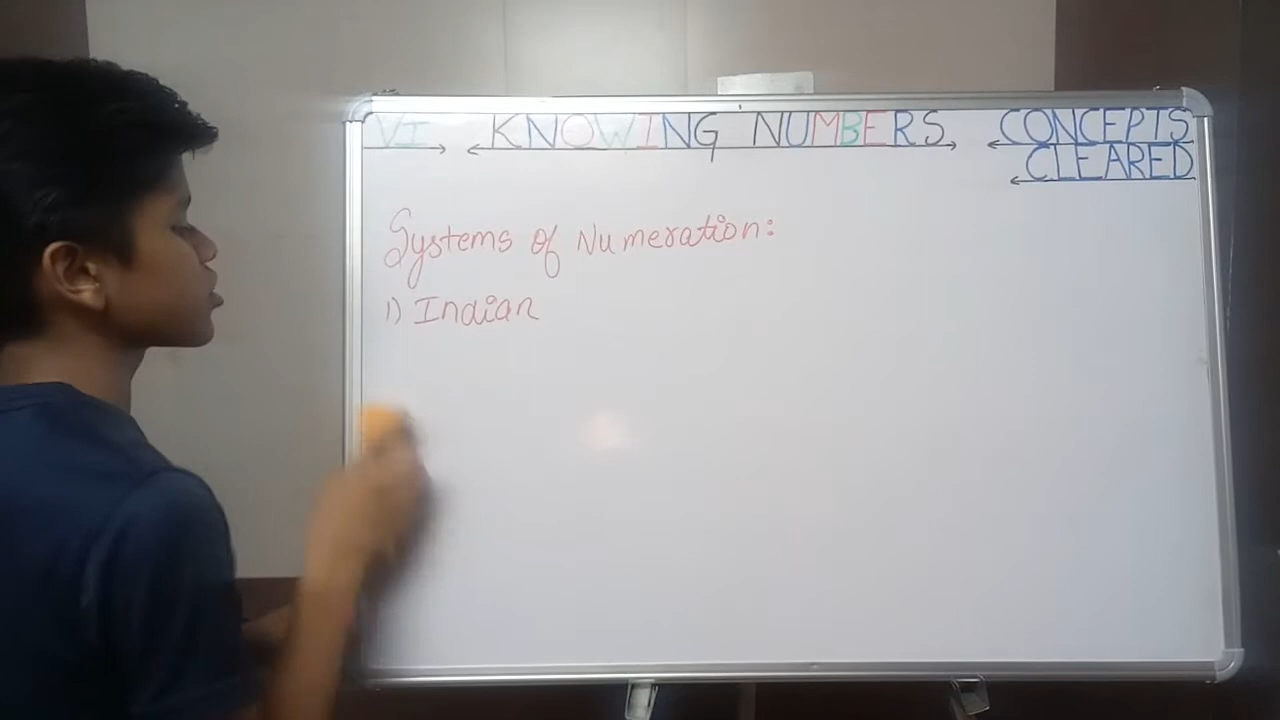 VI KNOWING NUMBERS CONCEPTS
CLEARED
Systems of Numeration:
1) Indian